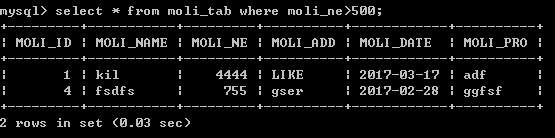 mysql> select * from moli_tab where moli_ne>500;
+---------+-----------+---------+----------+------------+----------+
¦ MOLI_ID ¦ MOLI_NAME ¦ MOLI_NE ¦ MOLI_ADD ¦ MOLI_DATE  ¦ MOLI_PRO ¦
+---------+-----------+---------+----------+------------+----------+
¦       1 ¦ kil       ¦    4444 ¦ LIKE     ¦ 2017-03-17 ¦ adf      ¦
¦       4 ¦ fsdfs     ¦     755 ¦ gser     ¦ 2017-02-28 ¦ ggfsf    ¦
+---------+-----------+---------+----------+------------+----------+
2 rows in set (0.03 sec)